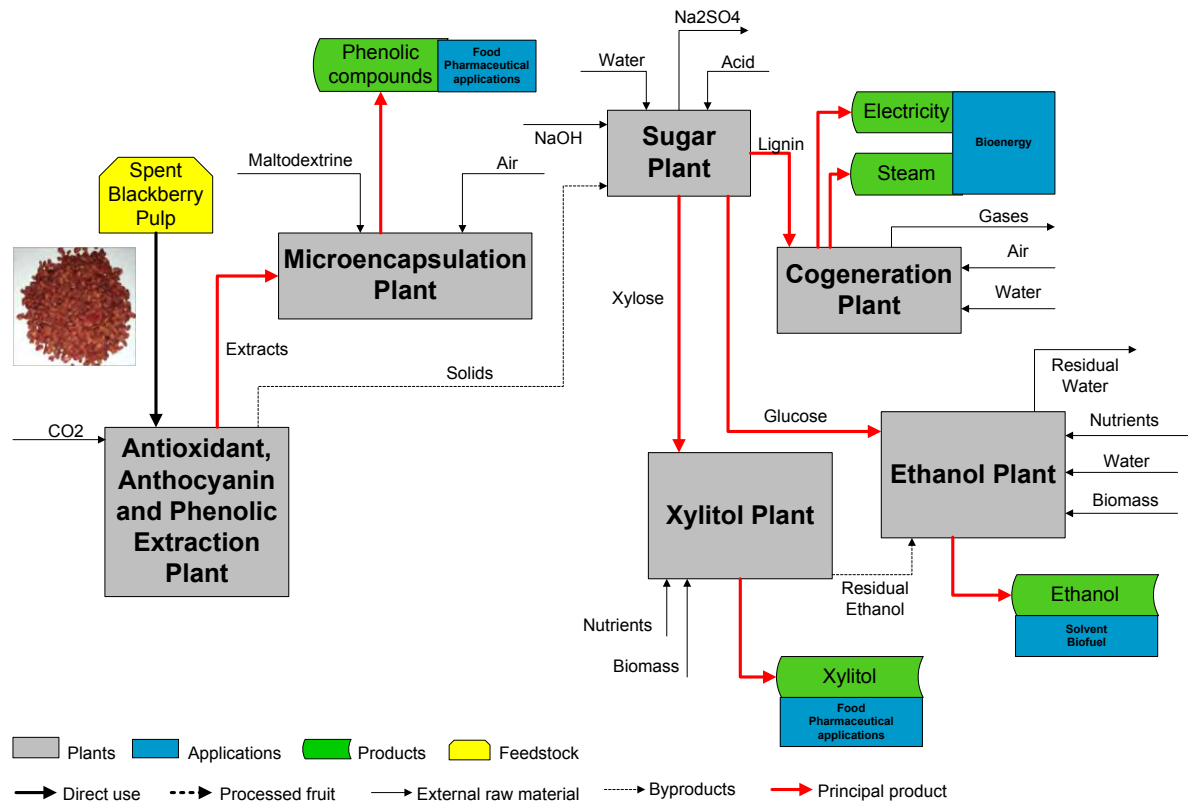 Na2SO4
Phenolic
compounds
Food
Pharmaceutical
applications
Water
Acid
Electricity
Bioenergy
Steam
NaOH
Sugar
Plant
Lignin
Maltodextrine
Air
Spent
Blackberry
Pulp
Gases
Air
Water
Cogeneration
Plant
Microencapsulation
Plant
Xylose
Extracts
Solids
Residual
Water
Glucose
Nutrients
Water
Biomass
Ethanol Plant
CO2
Antioxidant,
Anthocyanin
and Phenolic
Extraction
Plant
Xylitol Plant
Residual
Ethanol
Nutrients
Biomass
Ethanol
Solvent
Biofuel
Xylitol
Food
Pharmaceutical
applications
Plants
Applications
Products
Feedstock
Direct use
Processed fruit
External raw material
Byproducts
Principal product